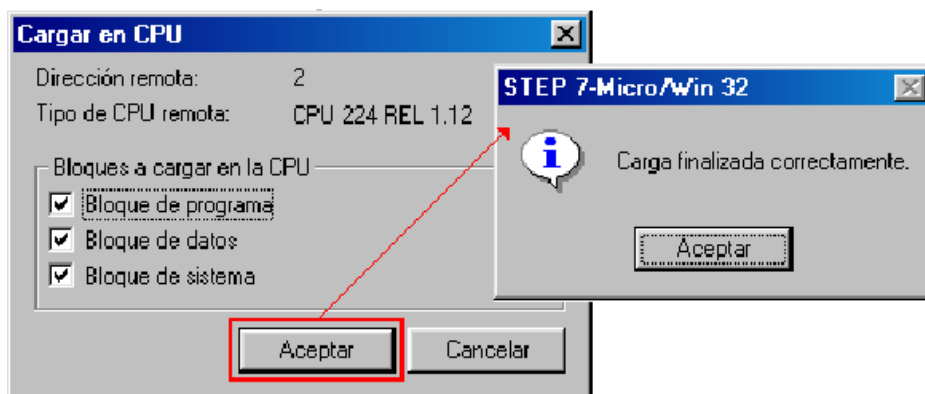 Cargar en CPU
Dirección remota: 2
Tipo de CPU remota: CPU 224 REL 1.12
Bloques a cargar en la CPU
Bloque de programa
Bloque de datos
Bloque de sistema
Aceptar Cancelar
STEP 7-Micro/Win 32
Carga finalizada correctamente.
Aceptar